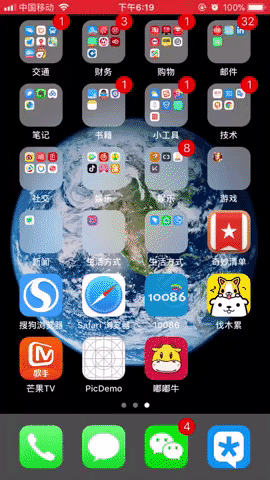 中国移动 下午6:19 100%
1 3 1 32
交通 财务 购物 邮件
1 1 1
笔记 书籍 小工具 技术
8
社交 娱乐 娱乐 游戏
新闻 生活方式 生活方式 奇妙清单
10086
搜狗浏览器 Safari 浏览器 10086 伐木累
歌手
芒果TV PicDemo 嘟嘟牛
4